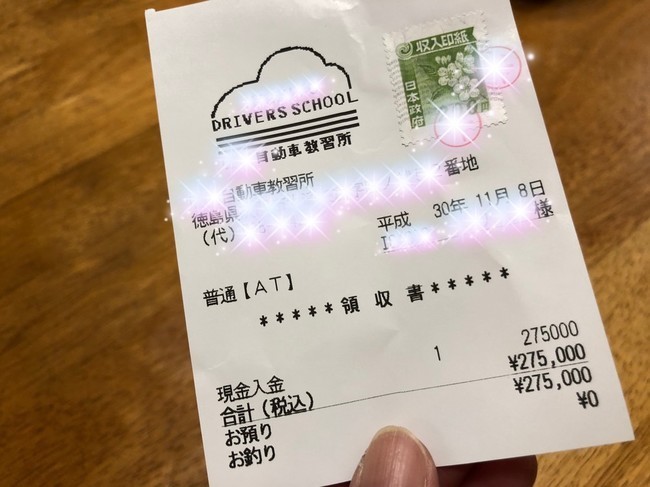 DRIVERS SCHOOL
自動車教習所
収入印紙
日本政府
自動車教習所
徳島県 番地
(代)
平成 30年 11月 8日
様
普通【AT】
*****領収書*****
現金入金 1 275000
合計(税込) ¥275,000
お預り ¥275,000
お釣り ¥0